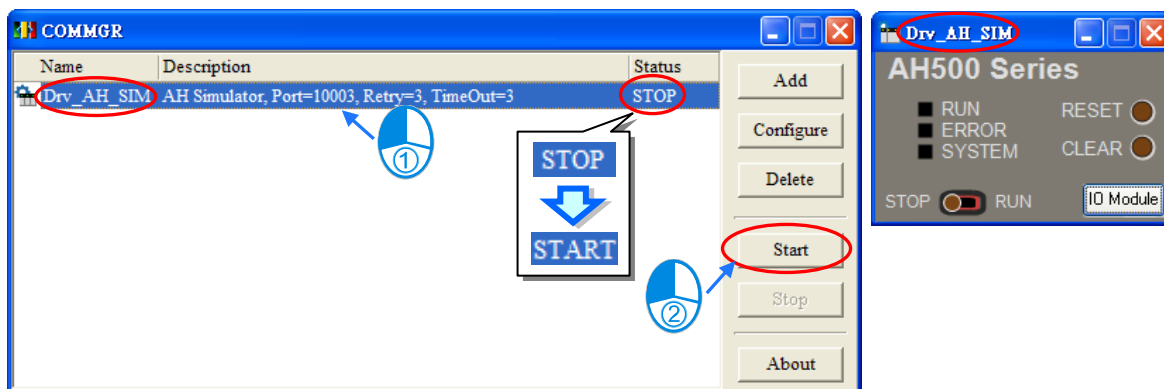 COMMGR
Name Description Status
Drv_AH_SIM AH Simulator, Port=10003, Retry=3, TimeOut=3 STOP
Add
Configure
Delete
Start
Stop
About
①
STOP
START
②
Drv_AH_SIM
AH500 Series
RUN RESET
ERROR
SYSTEM CLEAR
STOP RUN IO Module